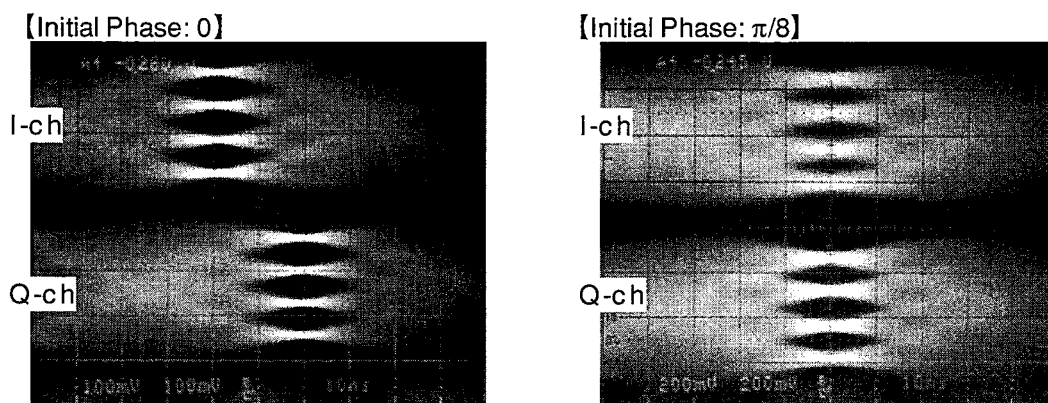 【Initial Phase: 0】
I-ch
Q-ch
100mV 100mV
【Initial Phase: π/8】
I-ch
Q-ch
200mV 200mV